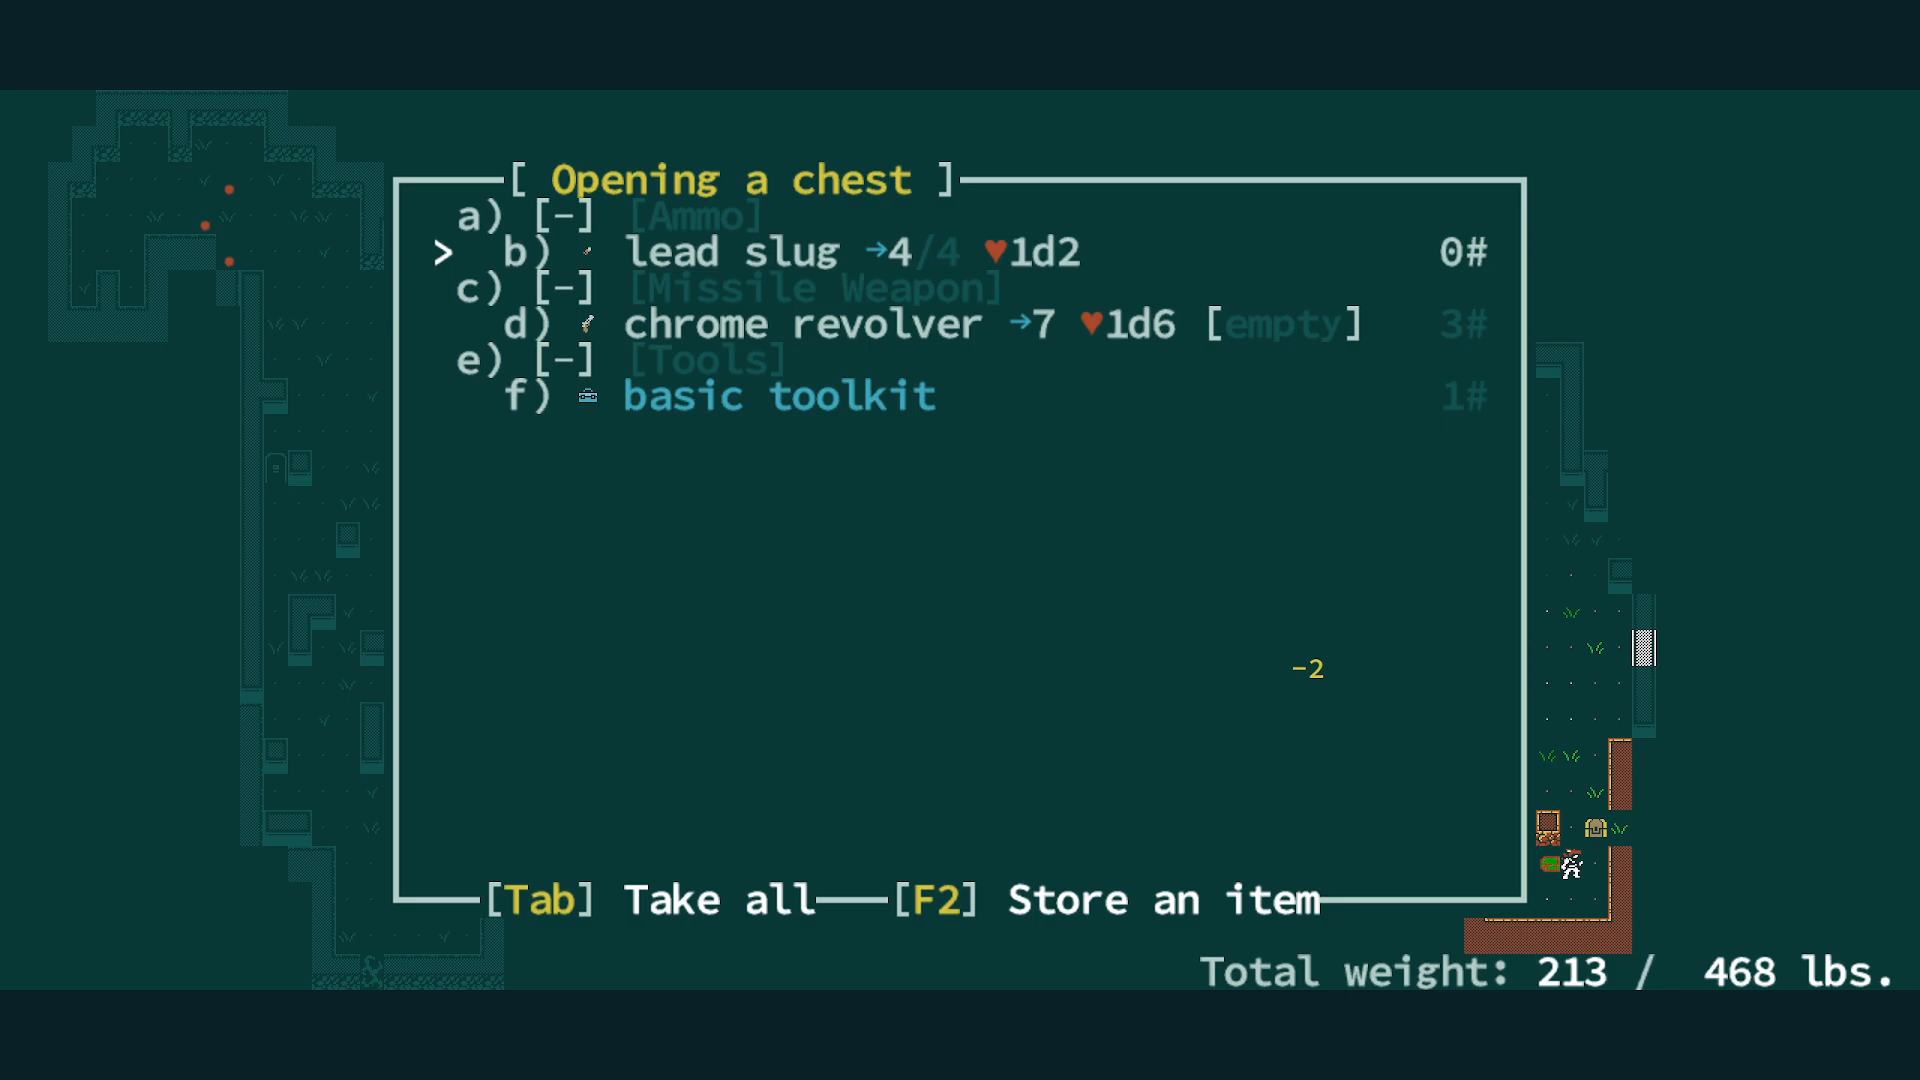 [ Opening a chest ]
a) [-] [Ammo]
> b) lead slug →4/4 ♥1d2 0#
c) [-] [Missile Weapon]
d) chrome revolver →7 ♥1d6 [empty] 3#
e) [-] [Tools]
f) basic toolkit 1#
-2
[Tab] Take all [F2] Store an item
Total weight: 213 / 468 lbs.